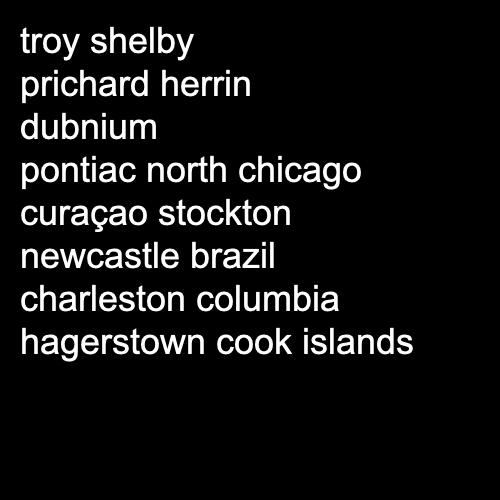 troy shelby
prichard herrin
dubnium
pontiac north chicago
curaçao stockton
newcastle brazil
charleston columbia
hagerstown cook islands